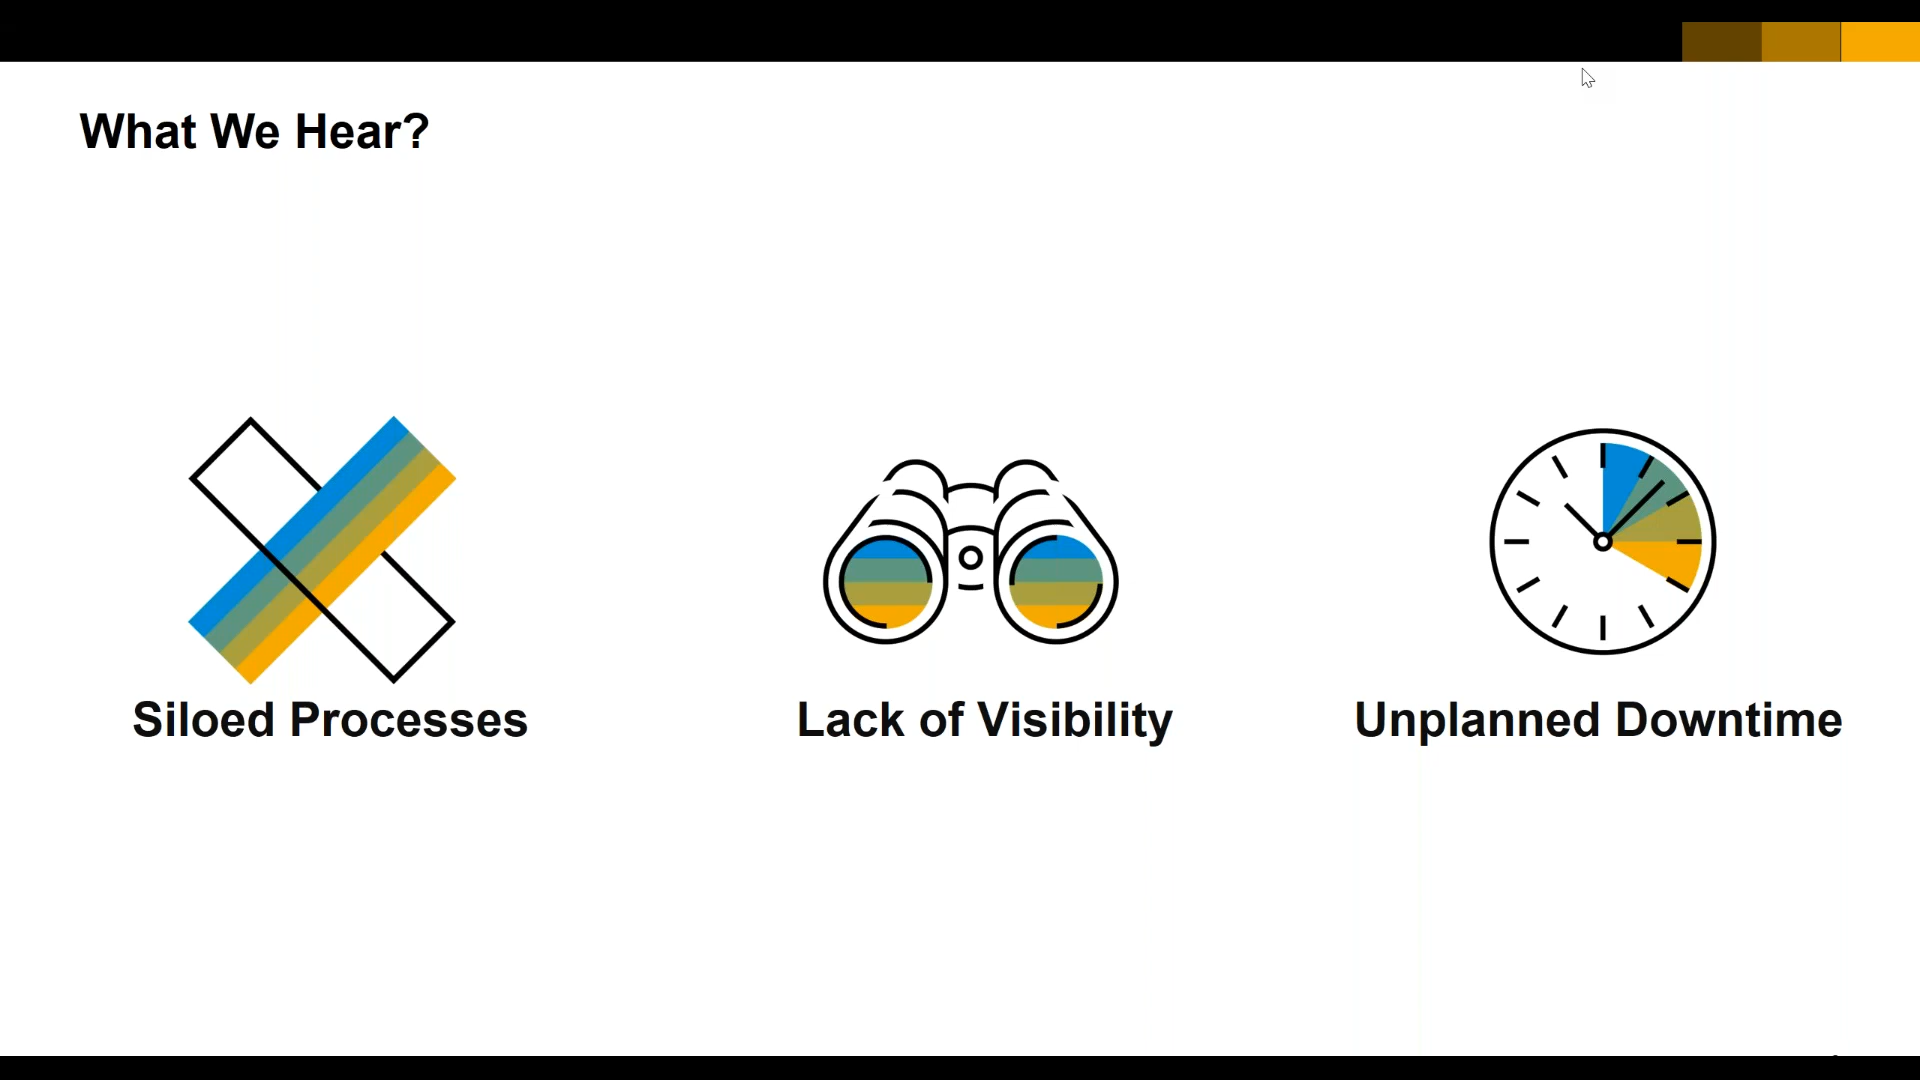 What We Hear?
Siloed Processes
Lack of Visibility
Unplanned Downtime